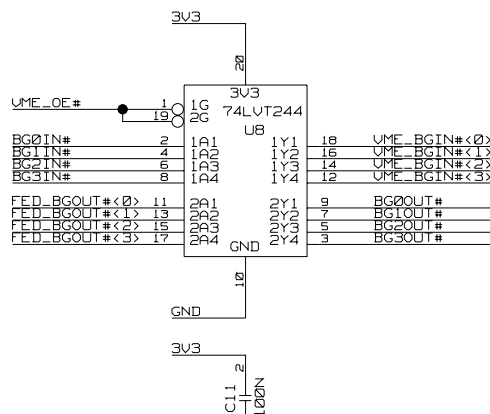 3V3
20
VME_OE# 1 1G 3V3
19 2G 74LVT244
U8
BG0IN# 2 1A1 1Y1 18 VME_BGIN#<0>
BG1IN# 4 1A2 1Y2 16 VME_BGIN#<1>
BG2IN# 6 1A3 1Y3 14 VME_BGIN#<2>
BG3IN# 8 1A4 1Y4 12 VME_BGIN#<3>
FED_BGOUT#<0> 11 2A1 2Y1 9 BG0OUT#
FED_BGOUT#<1> 13 2A2 2Y2 7 BG1OUT#
FED_BGOUT#<2> 15 2A3 2Y3 5 BG2OUT#
FED_BGOUT#<3> 17 2A4 2Y4 3 BG3OUT#
GND
10
GND
3V3
2
C11 100N